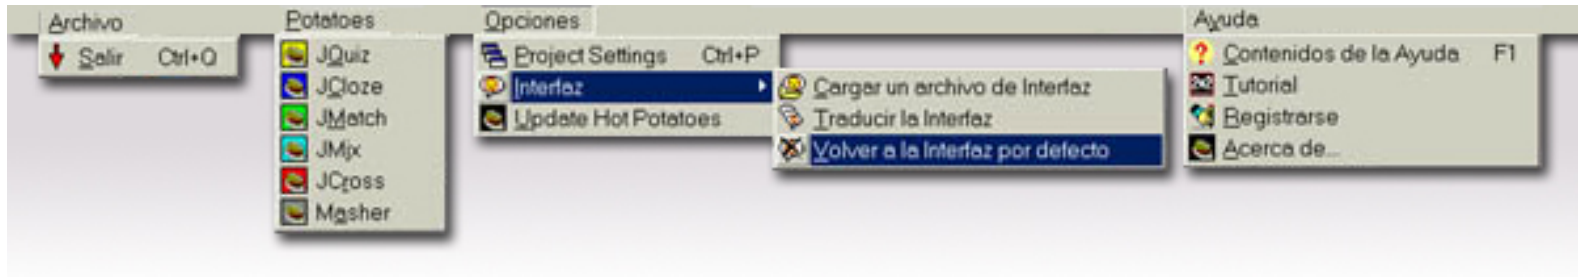 Archivo
Salir Ctrl+Q
Potatoes
JQuiz
JCloze
JMatch
JMix
JCross
Masher
Opciones
Project Settings Ctrl+P
Interfaz
Update Hot Potatoes
Cargar un archivo de Interfaz
Traducir la Interfaz
Volver a la Interfaz por defecto
Ayuda
Contenidos de la Ayuda F1
Tutorial
Registrarse
Acerca de...